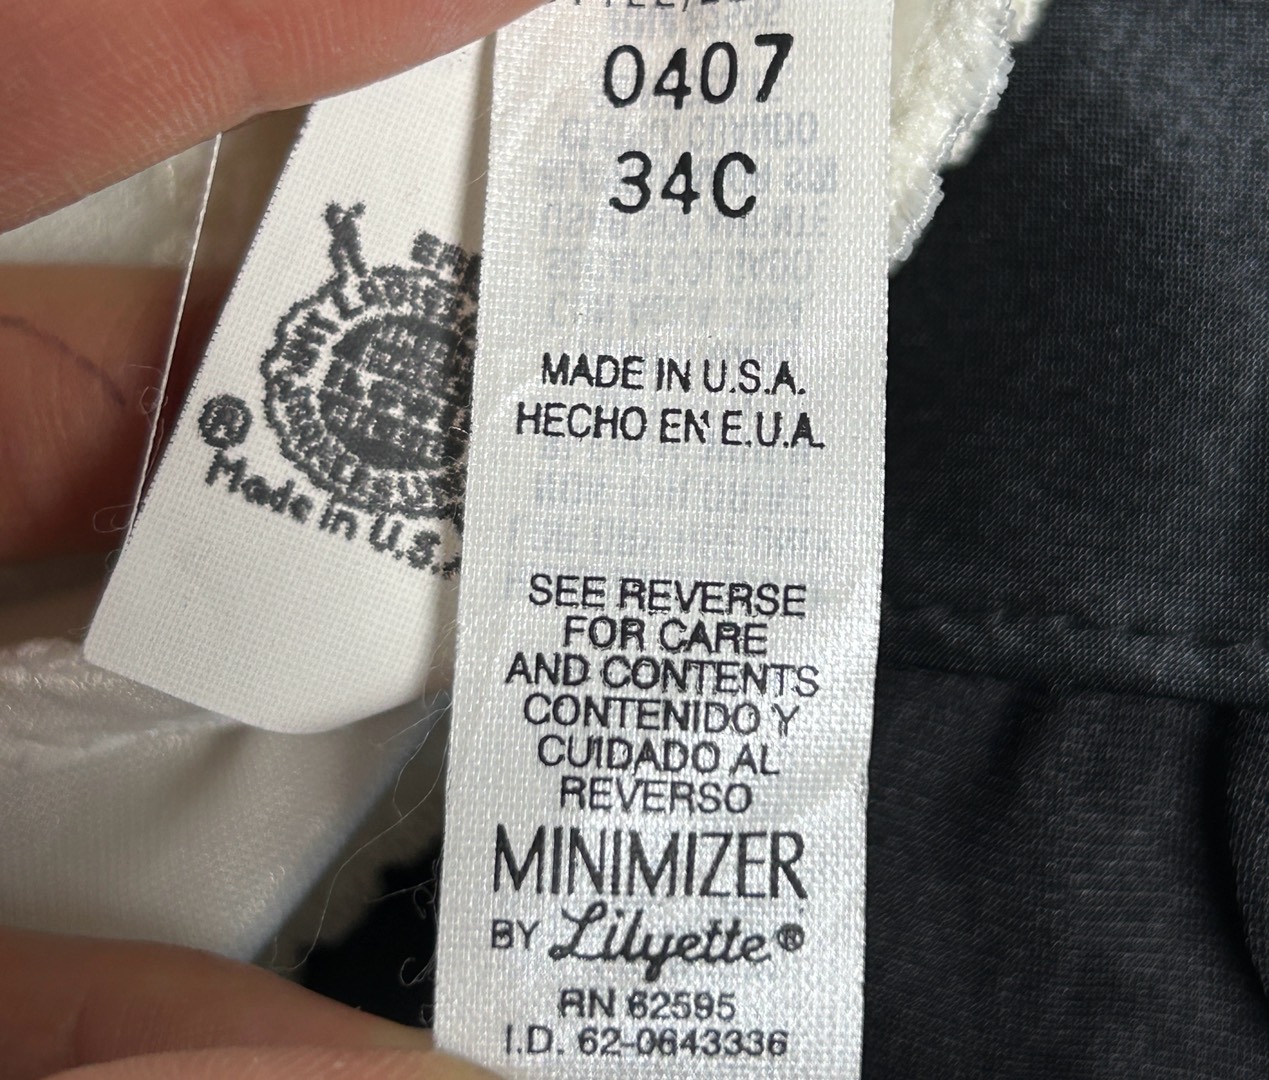 0407
34C
MADE IN U.S.A.
HECHO EN E.U.A.
SEE REVERSE
FOR CARE
AND CONTENTS
CONTENIDO Y
CUIDADO AL
REVERSO
MINIMIZER
BY Lilyette®
RN 62595
I.D. 62-0643336
®
Made in U.S.